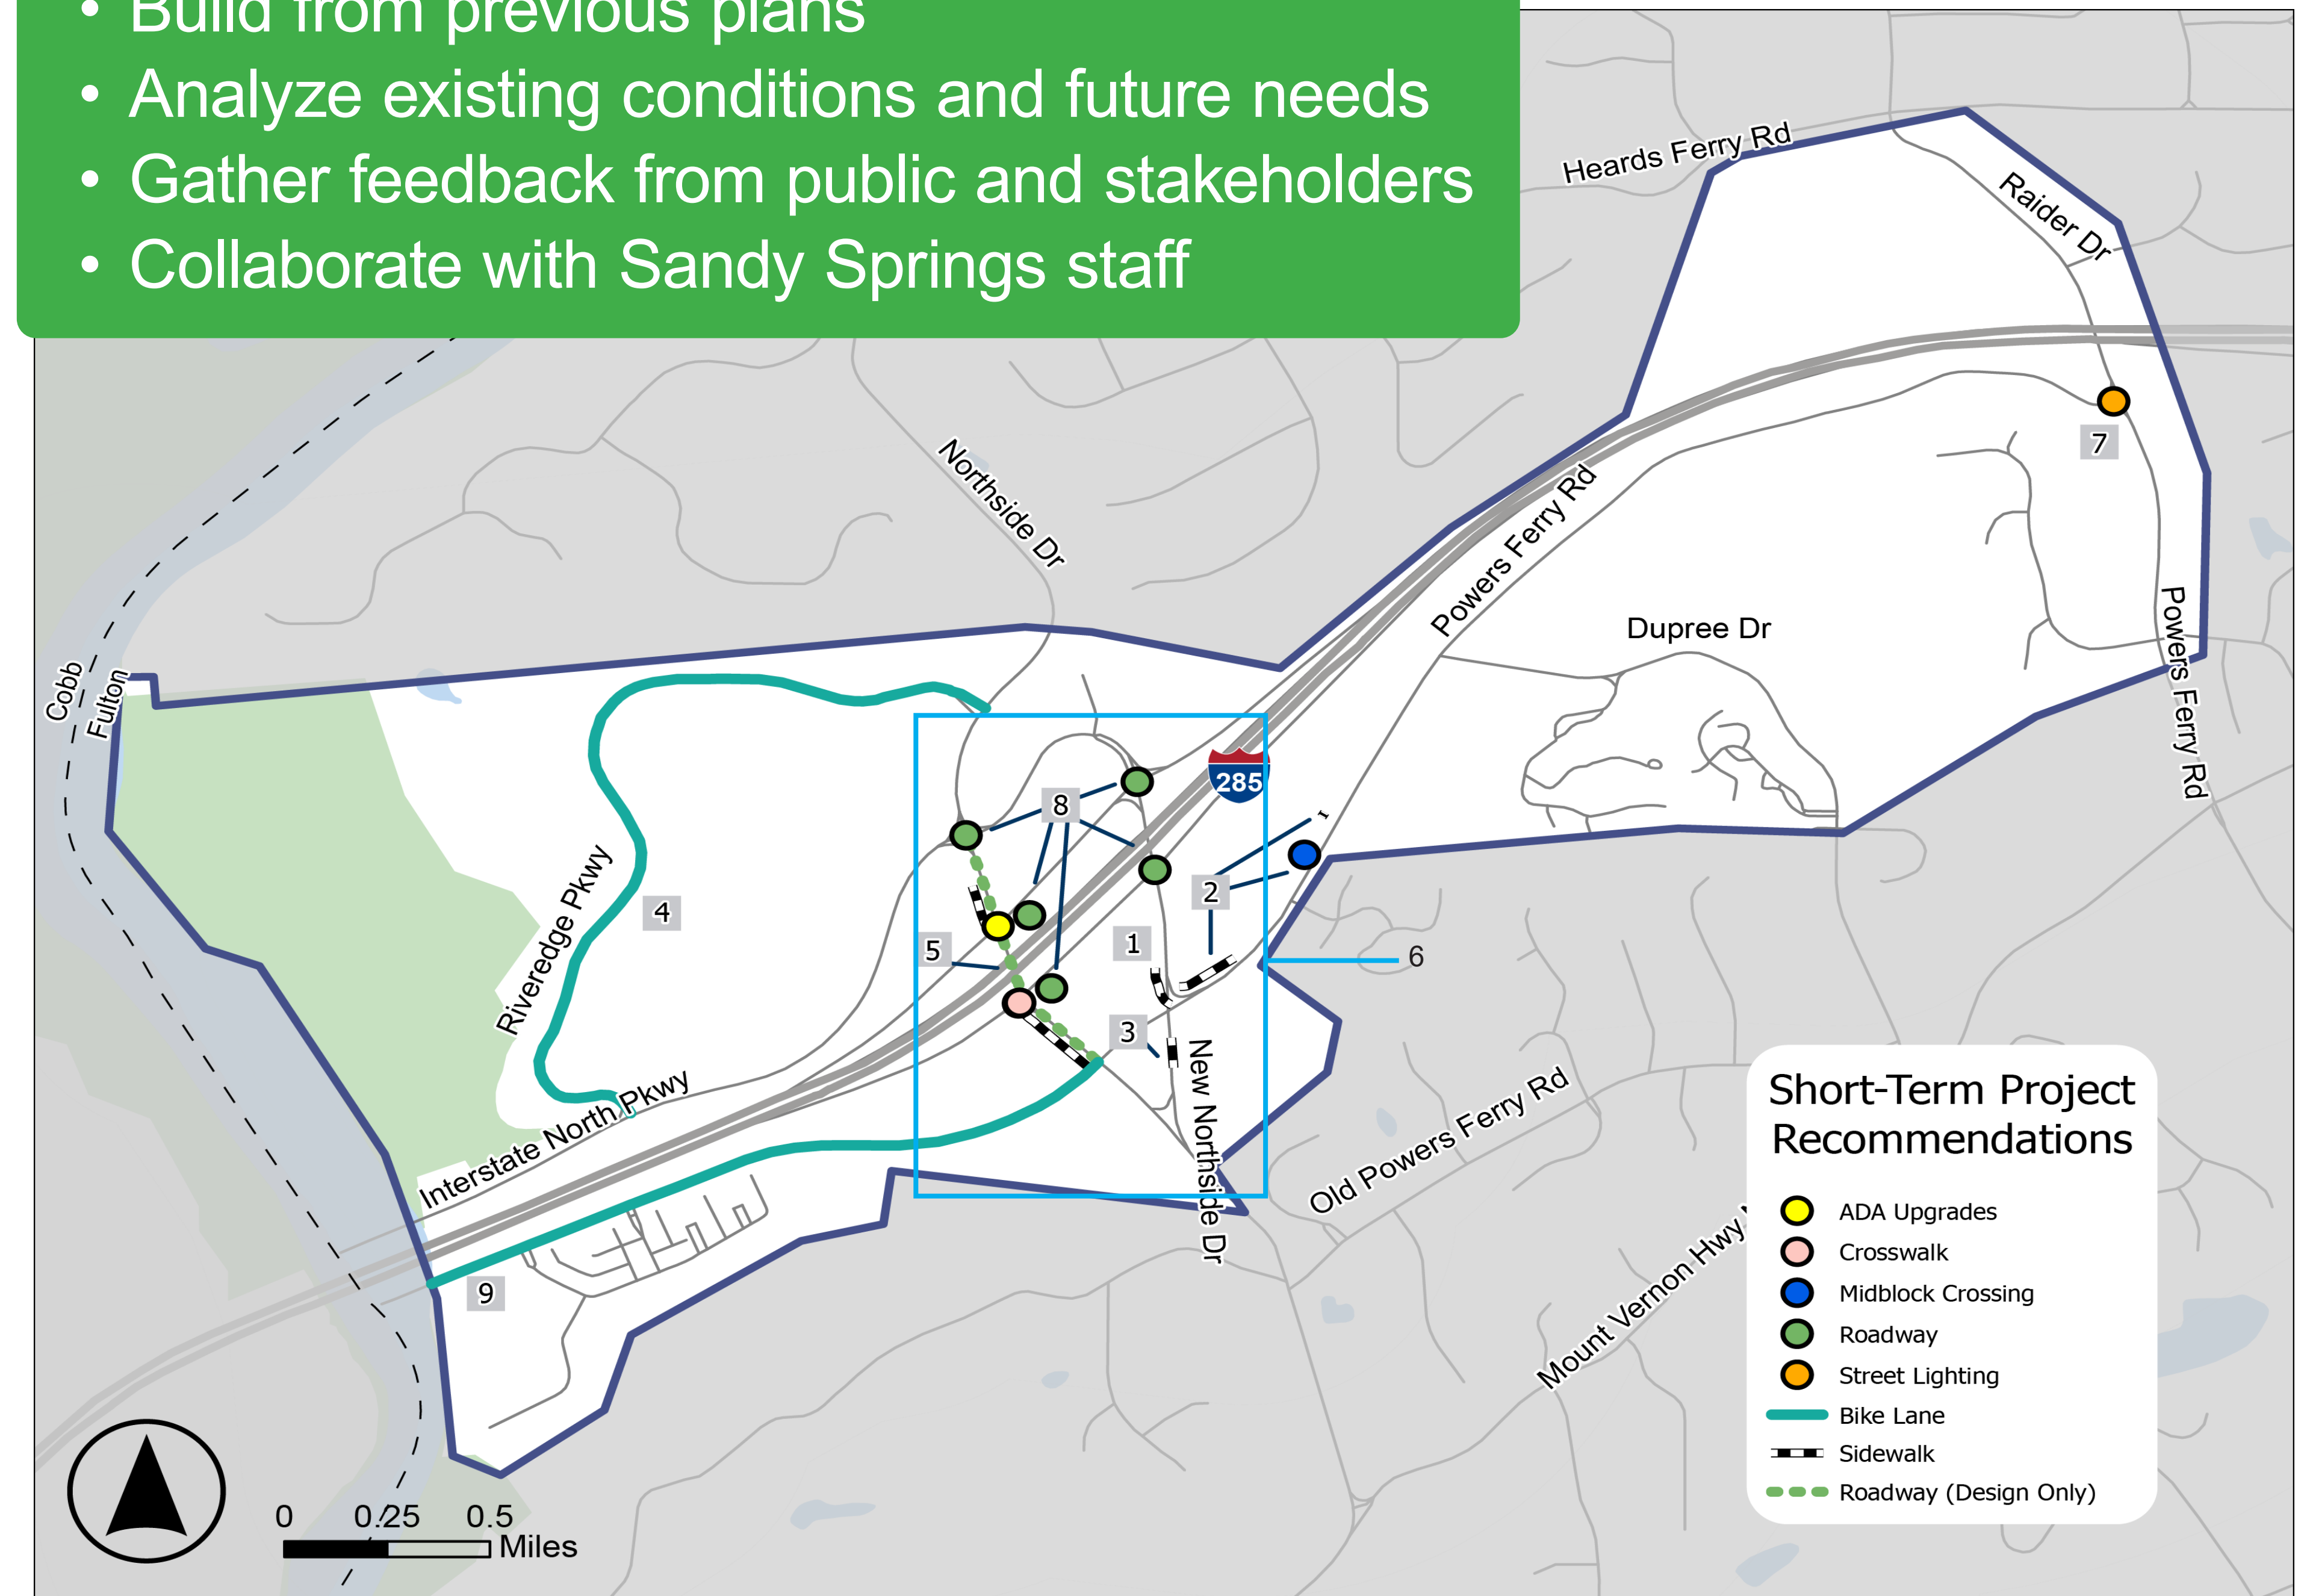 • Build from previous plans
• Analyze existing conditions and future needs
• Gather feedback from public and stakeholders
• Collaborate with Sandy Springs staff
Heards Ferry Rd
Raider Dr
7
Northside Dr
Powers Ferry Rd
Dupree Dr
Powers Ferry Rd
Cobb
Fulton
285
8
2
4
5
1
6
3
Riveredge Pkwy
New Northside Dr
Interstate North Pkwy
Old Powers Ferry Rd
Mount Vernon Hwy
9
Short-Term Project
Recommendations
ADA Upgrades
Crosswalk
Midblock Crossing
Roadway
Street Lighting
Bike Lane
Sidewalk
Roadway (Design Only)
0 0.25 0.5
Miles